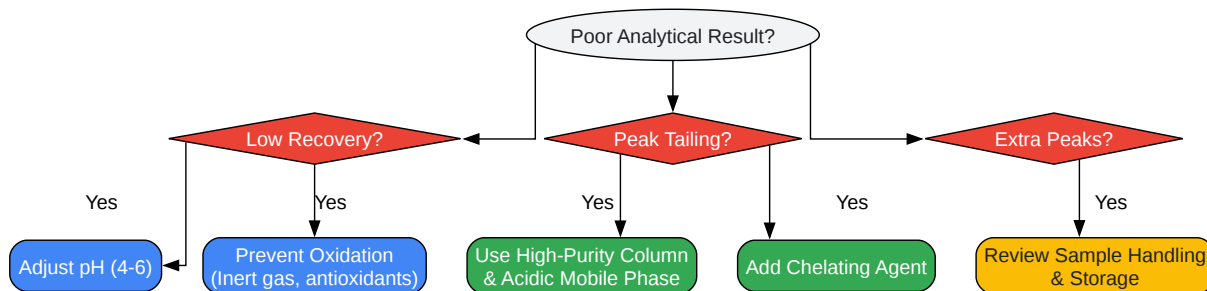 Poor Analytical Result?
Low Recovery?
Peak Tailing?
Extra Peaks?
Yes
Yes
Yes
Yes
Yes
Adjust pH (4-6)
Prevent Oxidation
(Inert gas, antioxidants)
Use High-Purity Column
& Acidic Mobile Phase
Add Chelating Agent
Review Sample Handling
& Storage